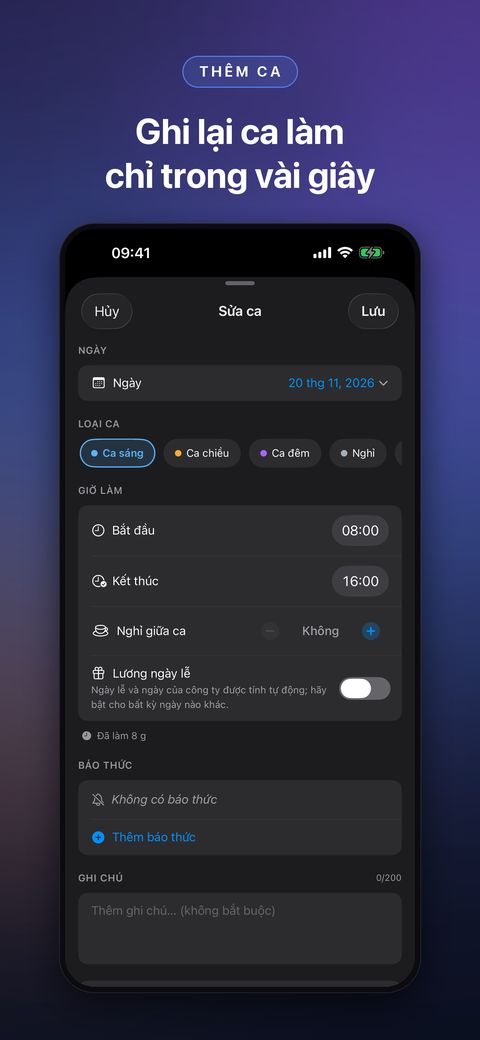 THÊM CA
Ghi lại ca làm
chỉ trong vài giây
09:41
Hủy
Sửa ca
Lưu
NGÀY
Ngày
20 thg 11, 2026
LOẠI CA
Ca sáng
Ca chiều
Ca đêm
Nghỉ
GIỜ LÀM
Bắt đầu
08:00
Kết thúc
16:00
Nghỉ giữa ca
Không
Lương ngày lễ
Ngày lễ và ngày của công ty được tính tự động; hãy
bật cho bất kỳ ngày nào khác.
Đã làm 8 g
BÁO THỨC
Không có báo thức
Thêm báo thức
GHI CHÚ
0/200
Thêm ghi chú... (không bắt buộc)